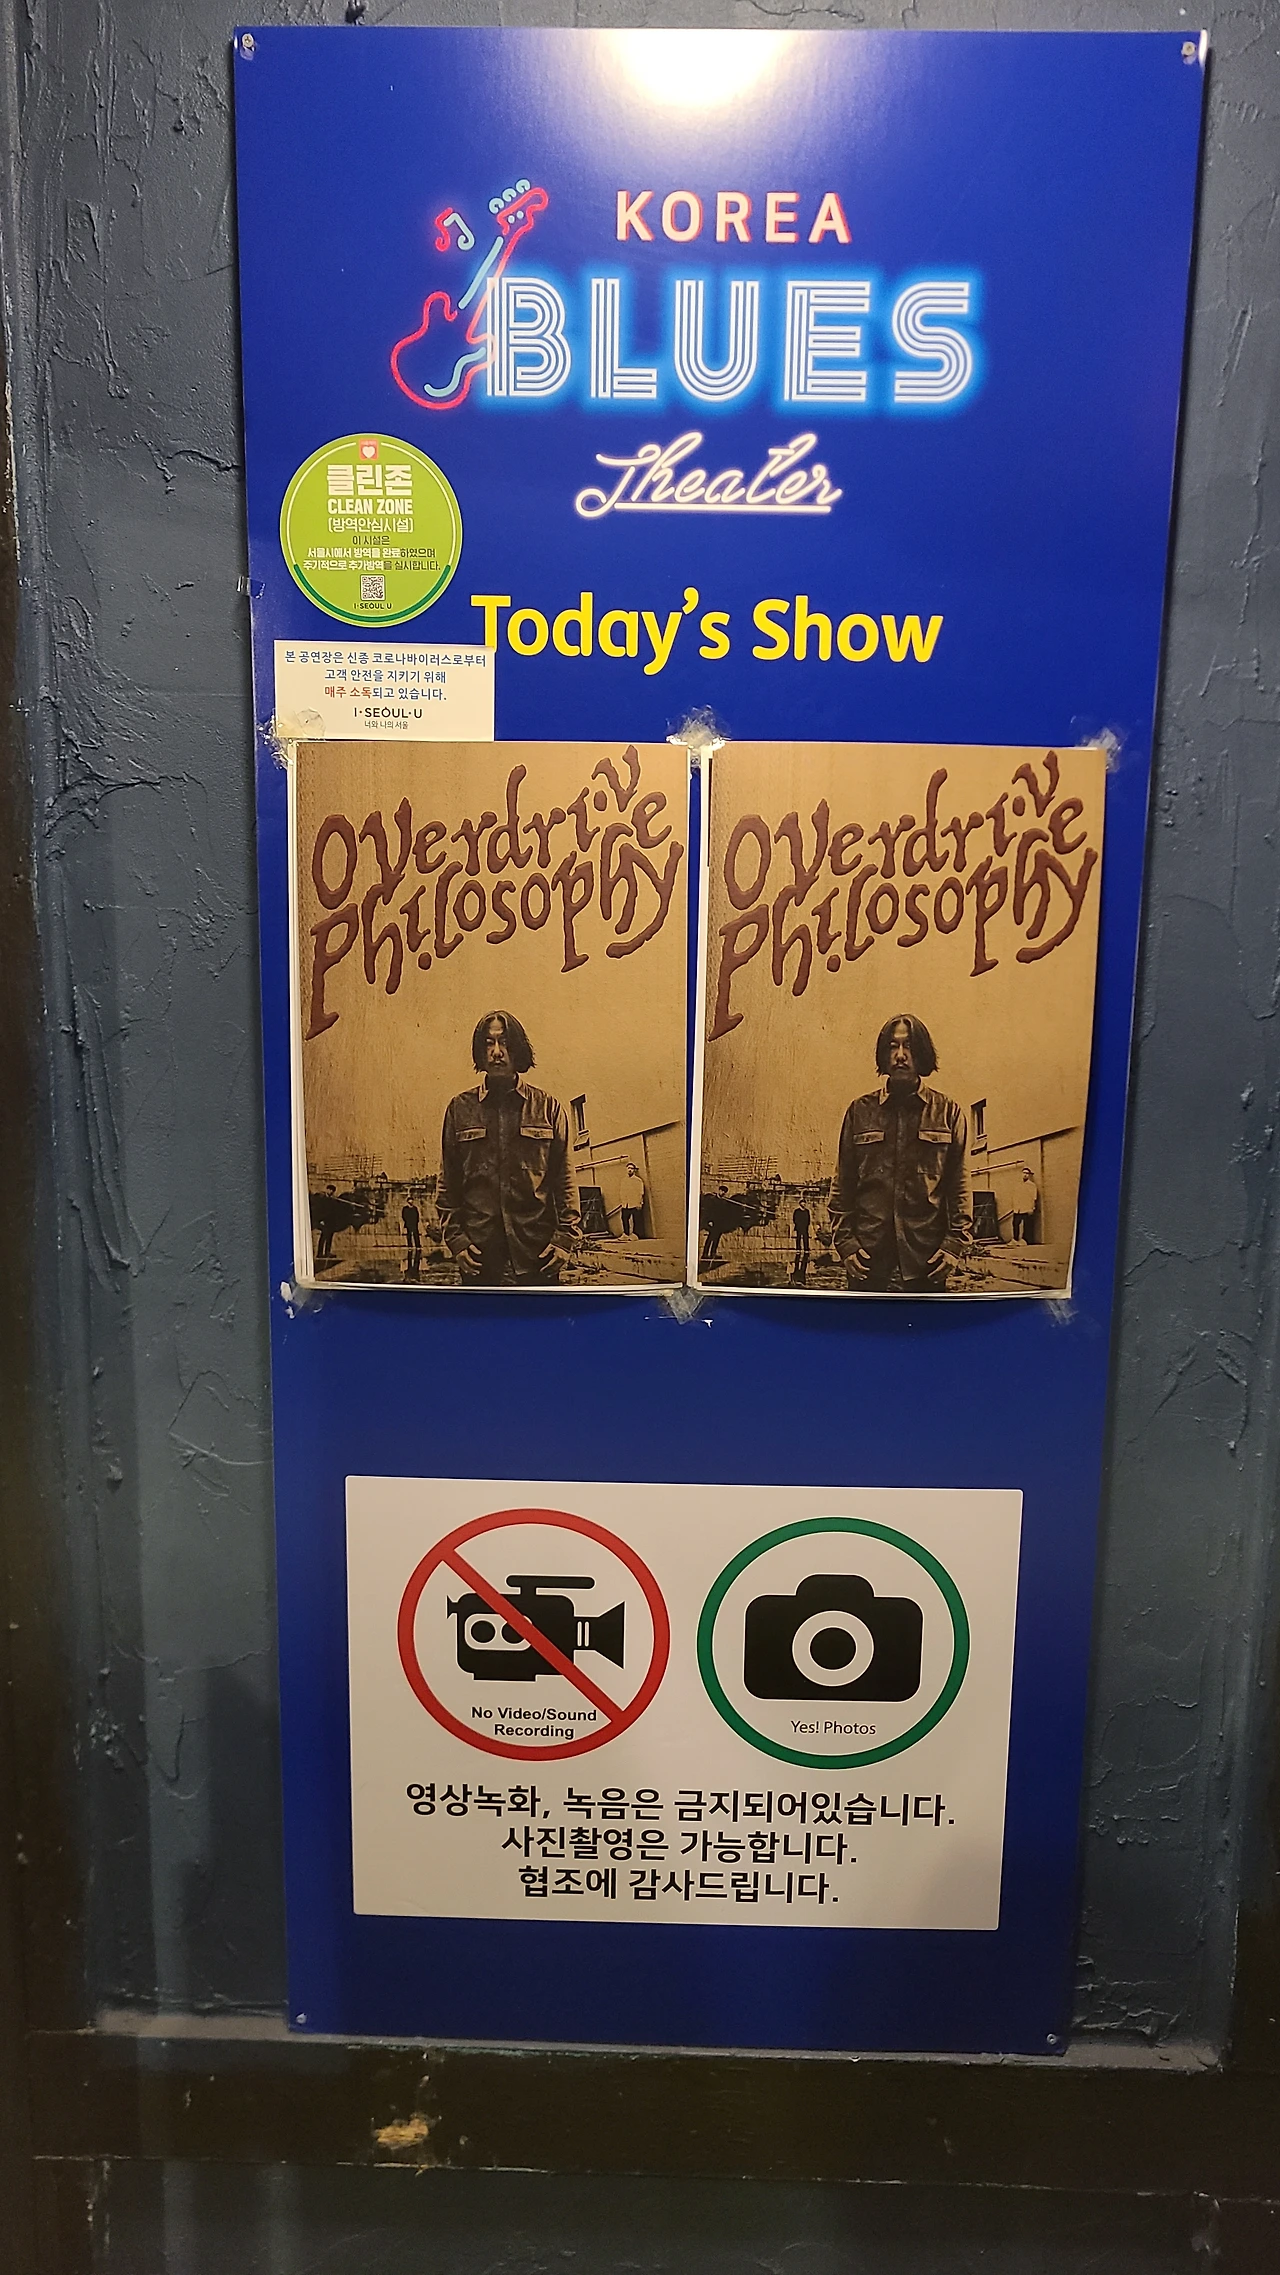 KOREA
BLUES
Theater
클린존
CLEAN ZONE
(방역안심시설)
이 시설은
서울시에서 방역을 완료하였으며
주기적으로 추가방역을 실시합니다.
I·SEOUL·U
Today's Show
본 공연장은 신종 코로나바이러스로부터
고객 안전을 지키기 위해
매주 소독되고 있습니다.
I·SEOUL·U
너와 나의 서울
Overdrive
Philosophy
Overdrive
Philosophy
No Video/Sound
Recording
Yes! Photos
영상녹화, 녹음은 금지되어있습니다.
사진촬영은 가능합니다.
협조에 감사드립니다.